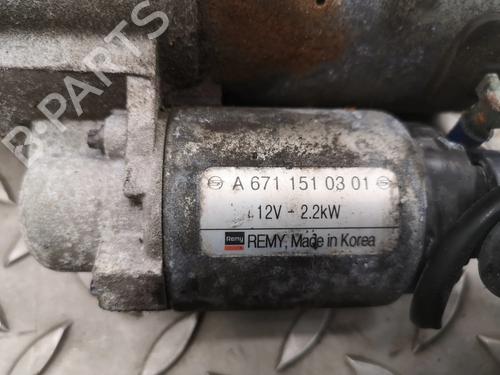 B-PARTS
A 671 151 03 01
12V - 2.2kW
Remy
REMY, Made in Korea